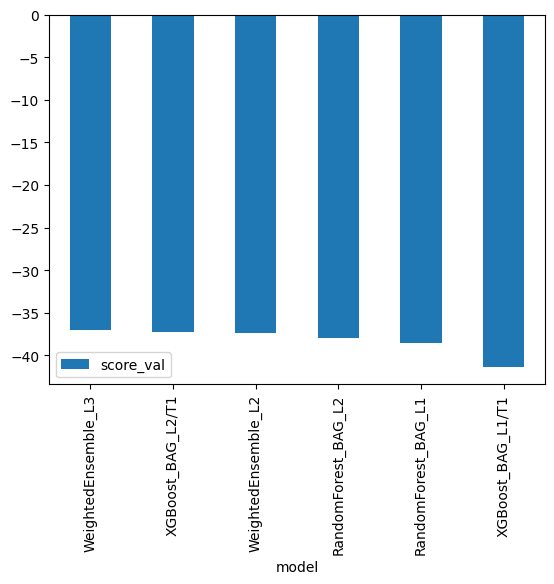 0
−5
−10
−15
−20
−25
−30
−35
−40
score_val
WeightedEnsemble_L3
XGBoost_BAG_L2/T1
WeightedEnsemble_L2
RandomForest_BAG_L2
RandomForest_BAG_L1
XGBoost_BAG_L1/T1
model